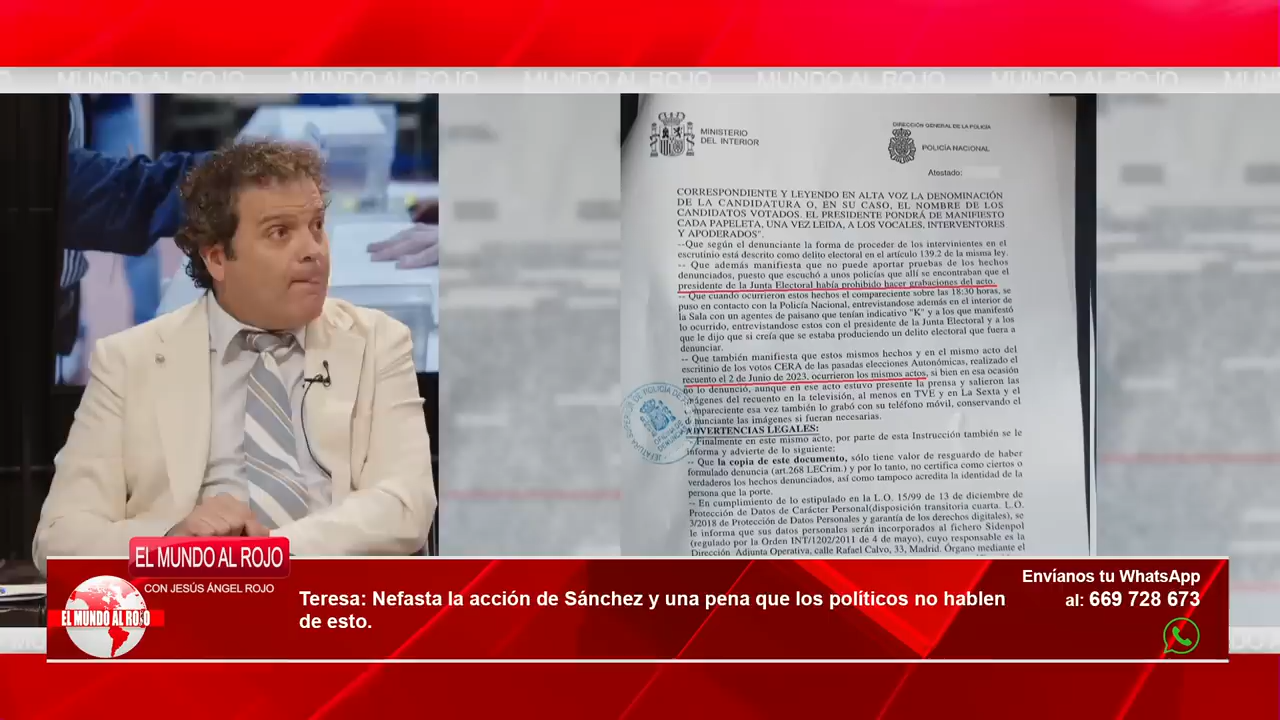 MUNDO AL ROJO MUNDO AL ROJO MUNDO AL ROJO MUNDO AL ROJO MUNDO AL ROJO
MINISTERIO
DEL INTERIOR
DIRECCIÓN GENERAL DE LA POLICIA
POLICÍA NACIONAL
Atestado:
CORRESPONDIENTE Y LEYENDO EN ALTA VOZ LA DENOMINACIÓN
DE LA CANDIDATURA O, EN SU CASO, EL NOMBRE DE LOS
CANDIDATOS VOTADOS. EL PRESIDENTE PONDRÁ DE MANIFIESTO
CADA PAPELETA, UNA VEZ LEIDA, A LOS VOCALES, INTERVENTORES
Y APODERADOS".
--Que según el denunciante la forma de proceder de los intervinientes en el
escrutinio está descrito como delito electoral en el artículo 139.2 de la misma ley.
-- Que además manifiesta que no puede aportar pruebas de los hechos
denunciados, puesto que escuchó a unos policías que allí se encontraban que el
presidente de la Junta Electoral había prohibido hacer grabaciones del acto.
-- Que cuando ocurrieron estos hechos el compareciente sobre las 18:30 horas, se
puso en contacto con la Policía Nacional, entrevistandose además en el interior de
la Sala con un agentes de paisano que tenían indicativo "K" y a los que manifestó
lo ocurrido, entrevistandose estos con el presidente de la Junta Electoral y a los
que le dijo que si creía que se estaba produciendo un delito electoral que fuera a
denunciar.
-- Que también manifiesta que estos mismos hechos y en el mismo acto del
escritinio de los votos CERA de las pasadas elecciones Autonómicas, realizado el
recuento el 2 de Junio de 2023, ocurrieron los mismos actos, si bien en esa ocasión
no lo denunció, aunque en ese acto estuvo presente la prensa y salieron las
imágenes del recuento en la televisión, al menos en TVE y en La Sexta y el
compareciente esa vez también lo grabó con su teléfono móvil, conservando el
denunciante las imágenes si fueran necesarias.
ADVERTENCIAS LEGALES:
-- Finalmente en este mismo acto, por parte de esta Instrucción también se le
informa y advierte de lo siguiente:
-- Que la copia de este documento, sólo tiene valor de resguardo de haber
formulado denuncia (art.268 LECrim.) y por lo tanto, no certifica como ciertos o
verdaderos los hechos denunciados, así como tampoco acredita la identidad de la
persona que la porte.
-- En cumplimiento de lo estipulado en la L.O. 15/99 de 13 de diciembre de
Protección de Datos de Carácter Personal(disposición transitoria cuarta. L.O.
3/2018 de Protección de Datos Personales y garantía de los derechos digitales), se
le informa que sus datos personales serán incorporados al fichero Sidenpol
(regulado por la Orden INT/1202/2011 de 4 de mayo), cuyo responsable es la
Dirección Adjunta Operativa, calle Rafael Calvo, 33, Madrid. Órgano mediante el
EL MUNDO AL ROJO
CON JESÚS ÁNGEL ROJO
EL MUNDO AL ROJO
Teresa: Nefasta la acción de Sánchez y una pena que los políticos no hablen
de esto.
Envíanos tu WhatsApp
al: 669 728 673